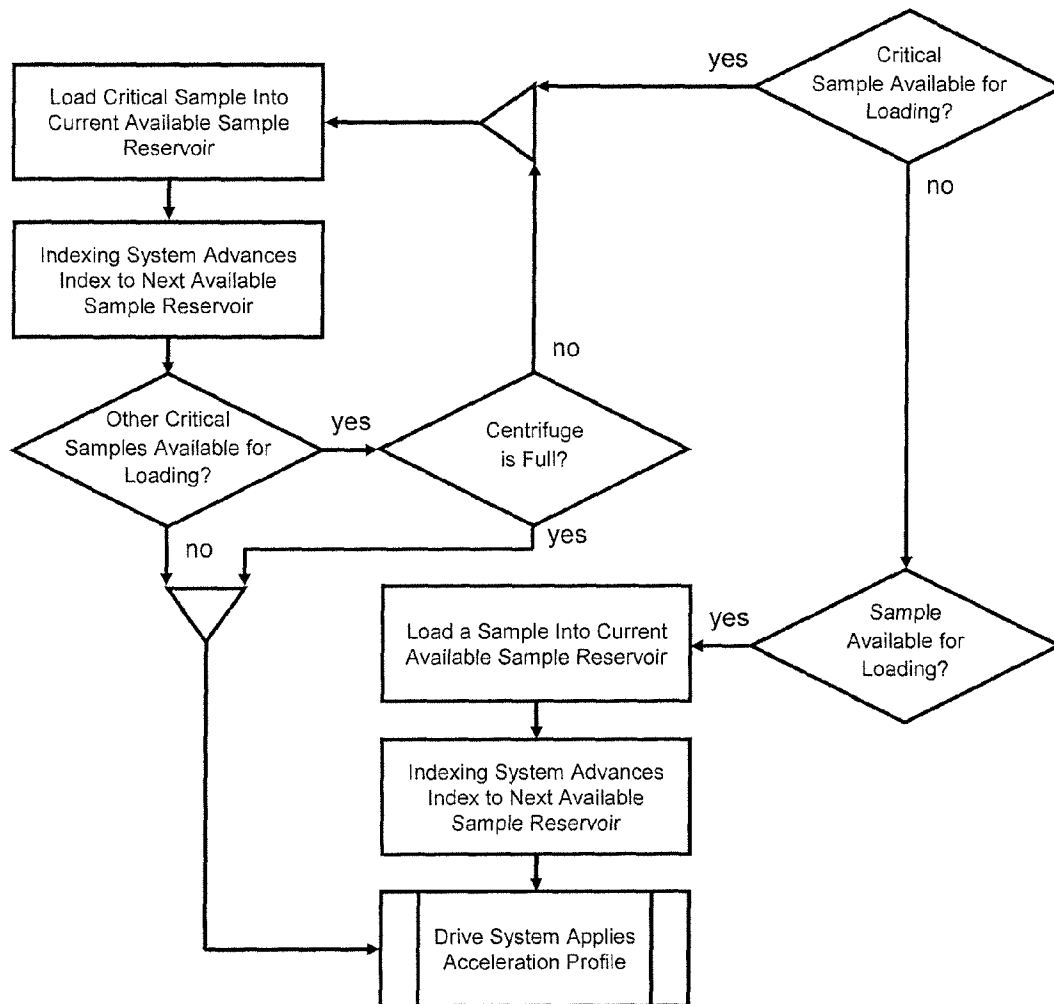 Critical
Sample Available for
Loading?
yes
no
Load Critical Sample Into
Current Available Sample
Reservoir
Indexing System Advances
Index to Next Available
Sample Reservoir
Other Critical
Samples Available for
Loading?
yes
no
Centrifuge
is Full?
no
yes
Sample
Available for
Loading?
yes
Load a Sample Into Current
Available Sample Reservoir
Indexing System Advances
Index to Next Available
Sample Reservoir
Drive System Applies
Acceleration Profile